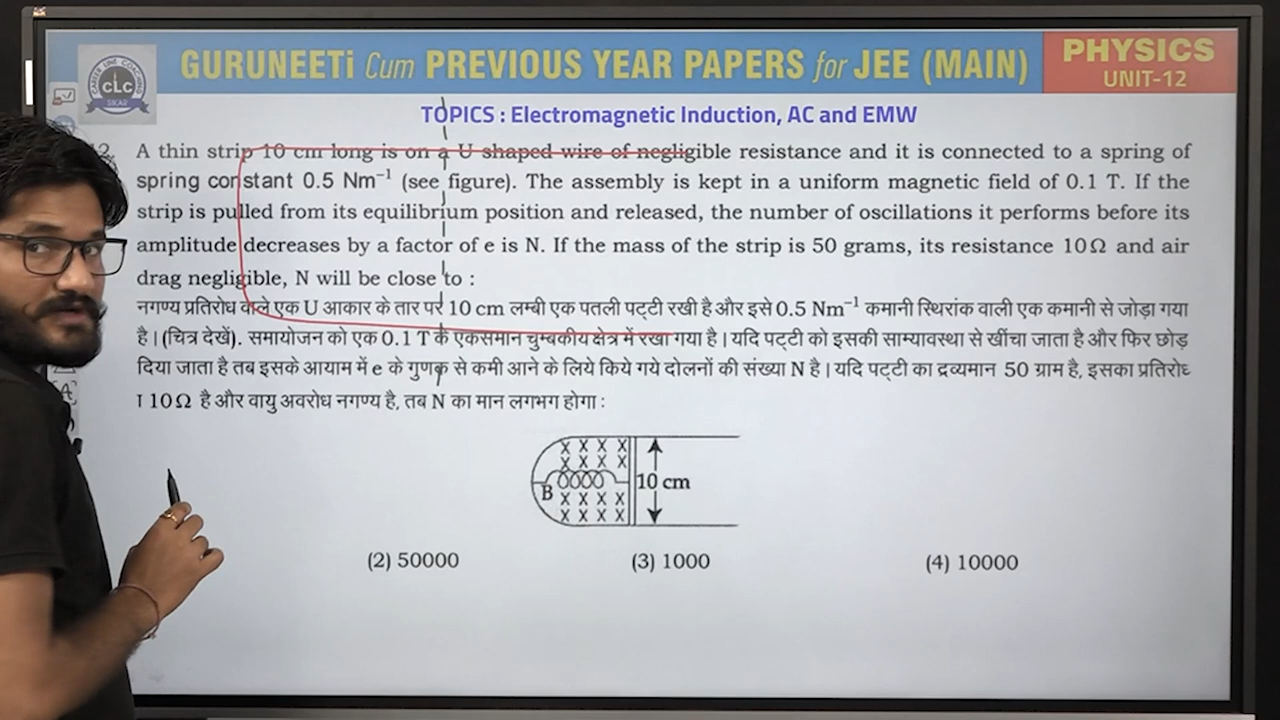 GURUNEETi Cum PREVIOUS YEAR PAPERS for JEE (MAIN)
PHYSICS
UNIT-12
CLC
SIKAR
TOPICS : Electromagnetic Induction, AC and EMW
A thin strip 10 cm long is on a U shaped wire of negligible resistance and it is connected to a spring of
spring constant 0.5 Nm⁻¹ (see figure). The assembly is kept in a uniform magnetic field of 0.1 T. If the
strip is pulled from its equilibrium position and released, the number of oscillations it performs before its
amplitude decreases by a factor of e is N. If the mass of the strip is 50 grams, its resistance 10Ω and air
drag negligible, N will be close to :
नगण्य प्रतिरोध वाले एक U आकार के तार पर 10 cm लम्बी एक पतली पट्टी रखी है और इसे 0.5 Nm⁻¹ कमानी स्थिरांक वाली एक कमानी से जोड़ा गया
है। (चित्र देखें). समायोजन को एक 0.1 T के एकसमान चुम्बकीय क्षेत्र में रखा गया है। यदि पट्टी को इसकी साम्यावस्था से खींचा जाता है और फिर छोड़
दिया जाता है तब इसके आयाम में e के गुणक से कमी आने के लिये किये गये दोलनों की संख्या N है। यदि पट्टी का द्रव्यमान 50 ग्राम है, इसका प्रतिरोध
10Ω है और वायु अवरोध नगण्य है, तब N का मान लगभग होगा :
x x x x
x x x x
B
10 cm
x x x x
x x x x
(2) 50000 (3) 1000 (4) 10000